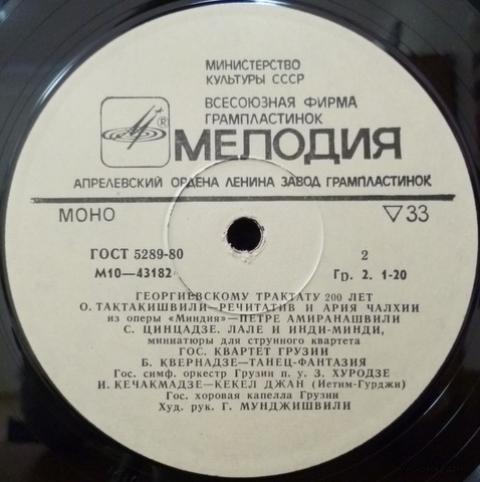 МИНИСТЕРСТВО
КУЛЬТУРЫ СССР
ВСЕСОЮЗНАЯ ФИРМА
ГРАМПЛАСТИНОК
®
МЕЛОДИЯ
АПРЕЛЕВСКИЙ ОРДЕНА ЛЕНИНА ЗАВОД ГРАМПЛАСТИНОК
МОНО ▽33
ГОСТ 5289-80 2
М10—43182 ГD. 2. 1-20
ГЕОРГИЕВСКОМУ ТРАКТАТУ 200 ЛЕТ
О. ТАКТАКИШВИЛИ—РЕЧИТАТИВ И АРИЯ ЧАЛХИИ
из оперы «Миндия»—ПЕТРЕ АМИРАНАШВИЛИ
С. ЦИНЦАДЗЕ. ЛАЛЕ И ИНДИ-МИНДИ,
миниатюры для струнного квартета
ГОС. КВАРТЕТ ГРУЗИИ
Б. КВЕРНАДЗЕ—ТАНЕЦ-ФАНТАЗИЯ
Гос. симф. оркестр Грузии п. у. З. ХУРОДЗЕ
И. КЕЧАКМАДЗЕ—КЕКЕЛ ДЖАН (Иетим-Гурджи)
Гос. хоровая капелла Грузии
Худ. рук. Г. МУНДЖИШВИЛИ